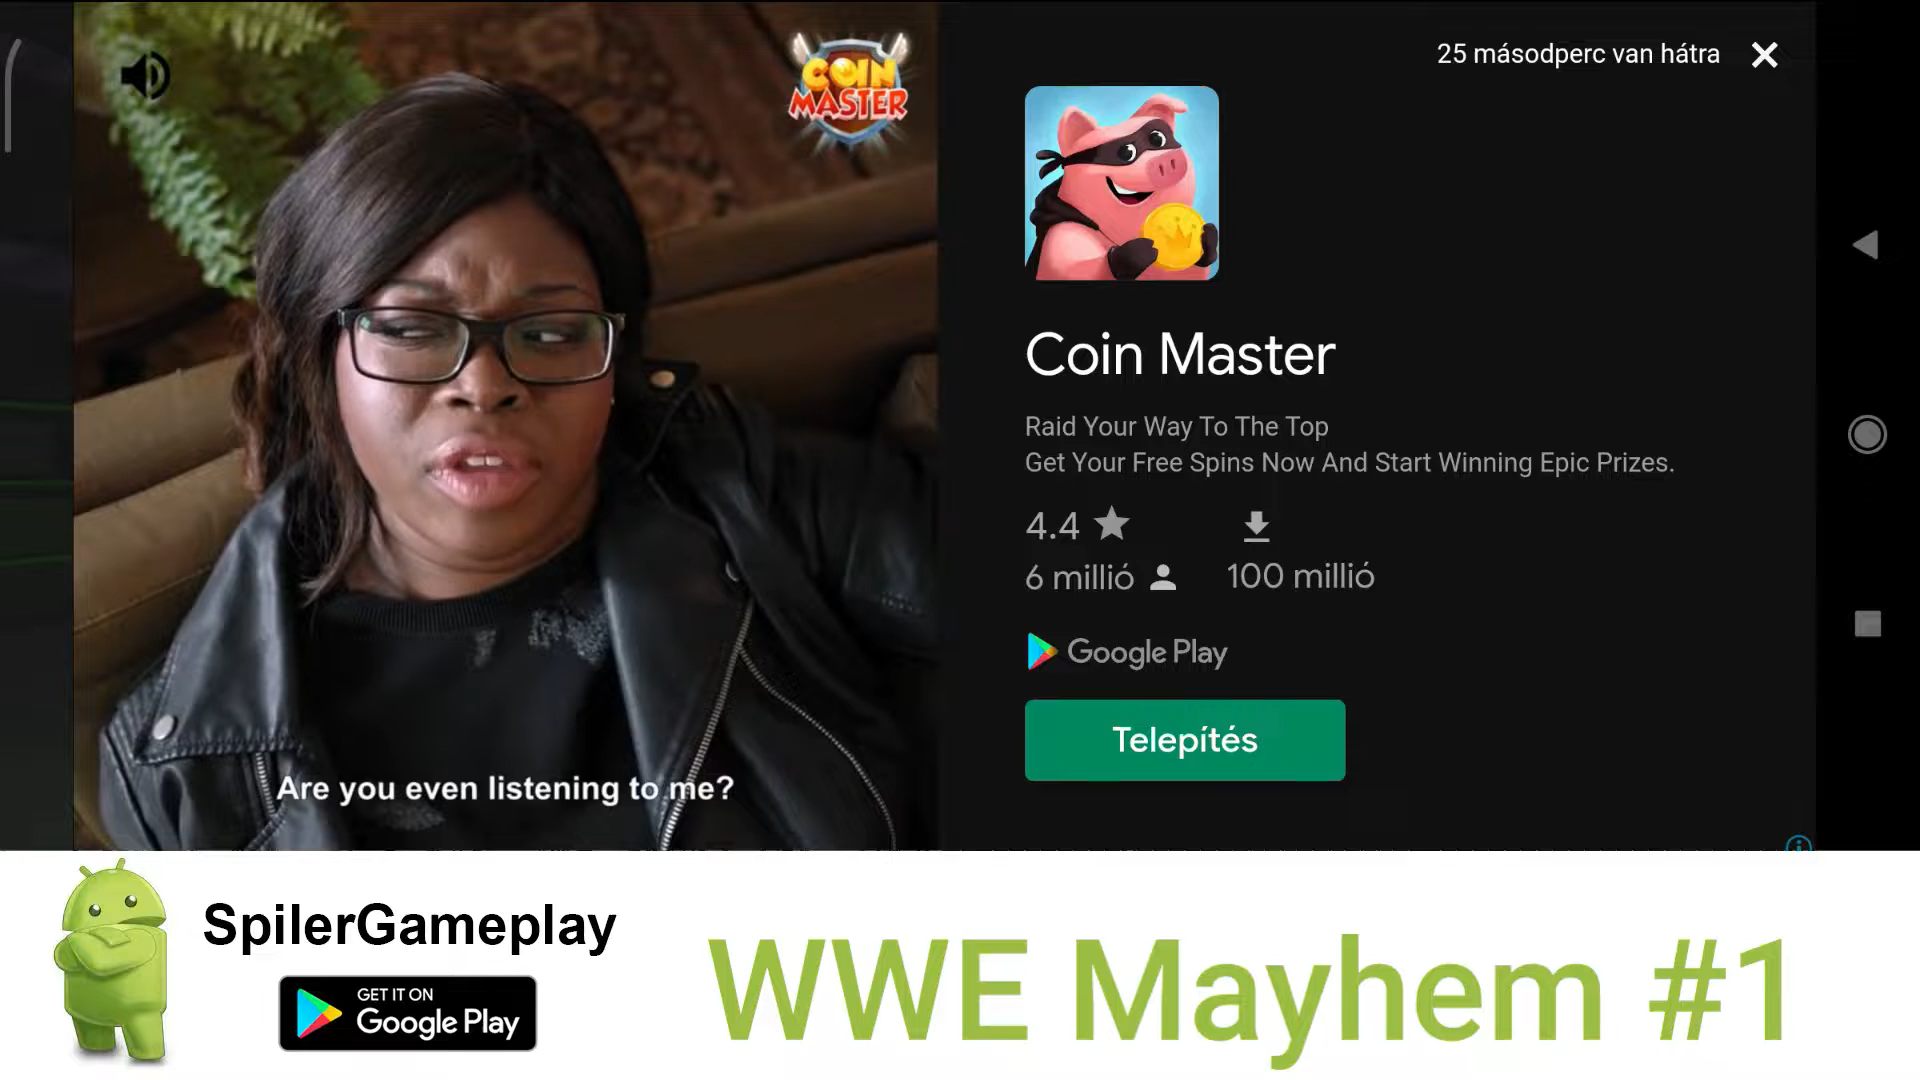 COIN
MASTER
25 másodperc van hátra
Coin Master
Raid Your Way To The Top
Get Your Free Spins Now And Start Winning Epic Prizes.
4.4
6 millió
100 millió
Google Play
Telepítés
Are you even listening to me?
SpilerGameplay
GET IT ON
Google Play
WWE Mayhem #1